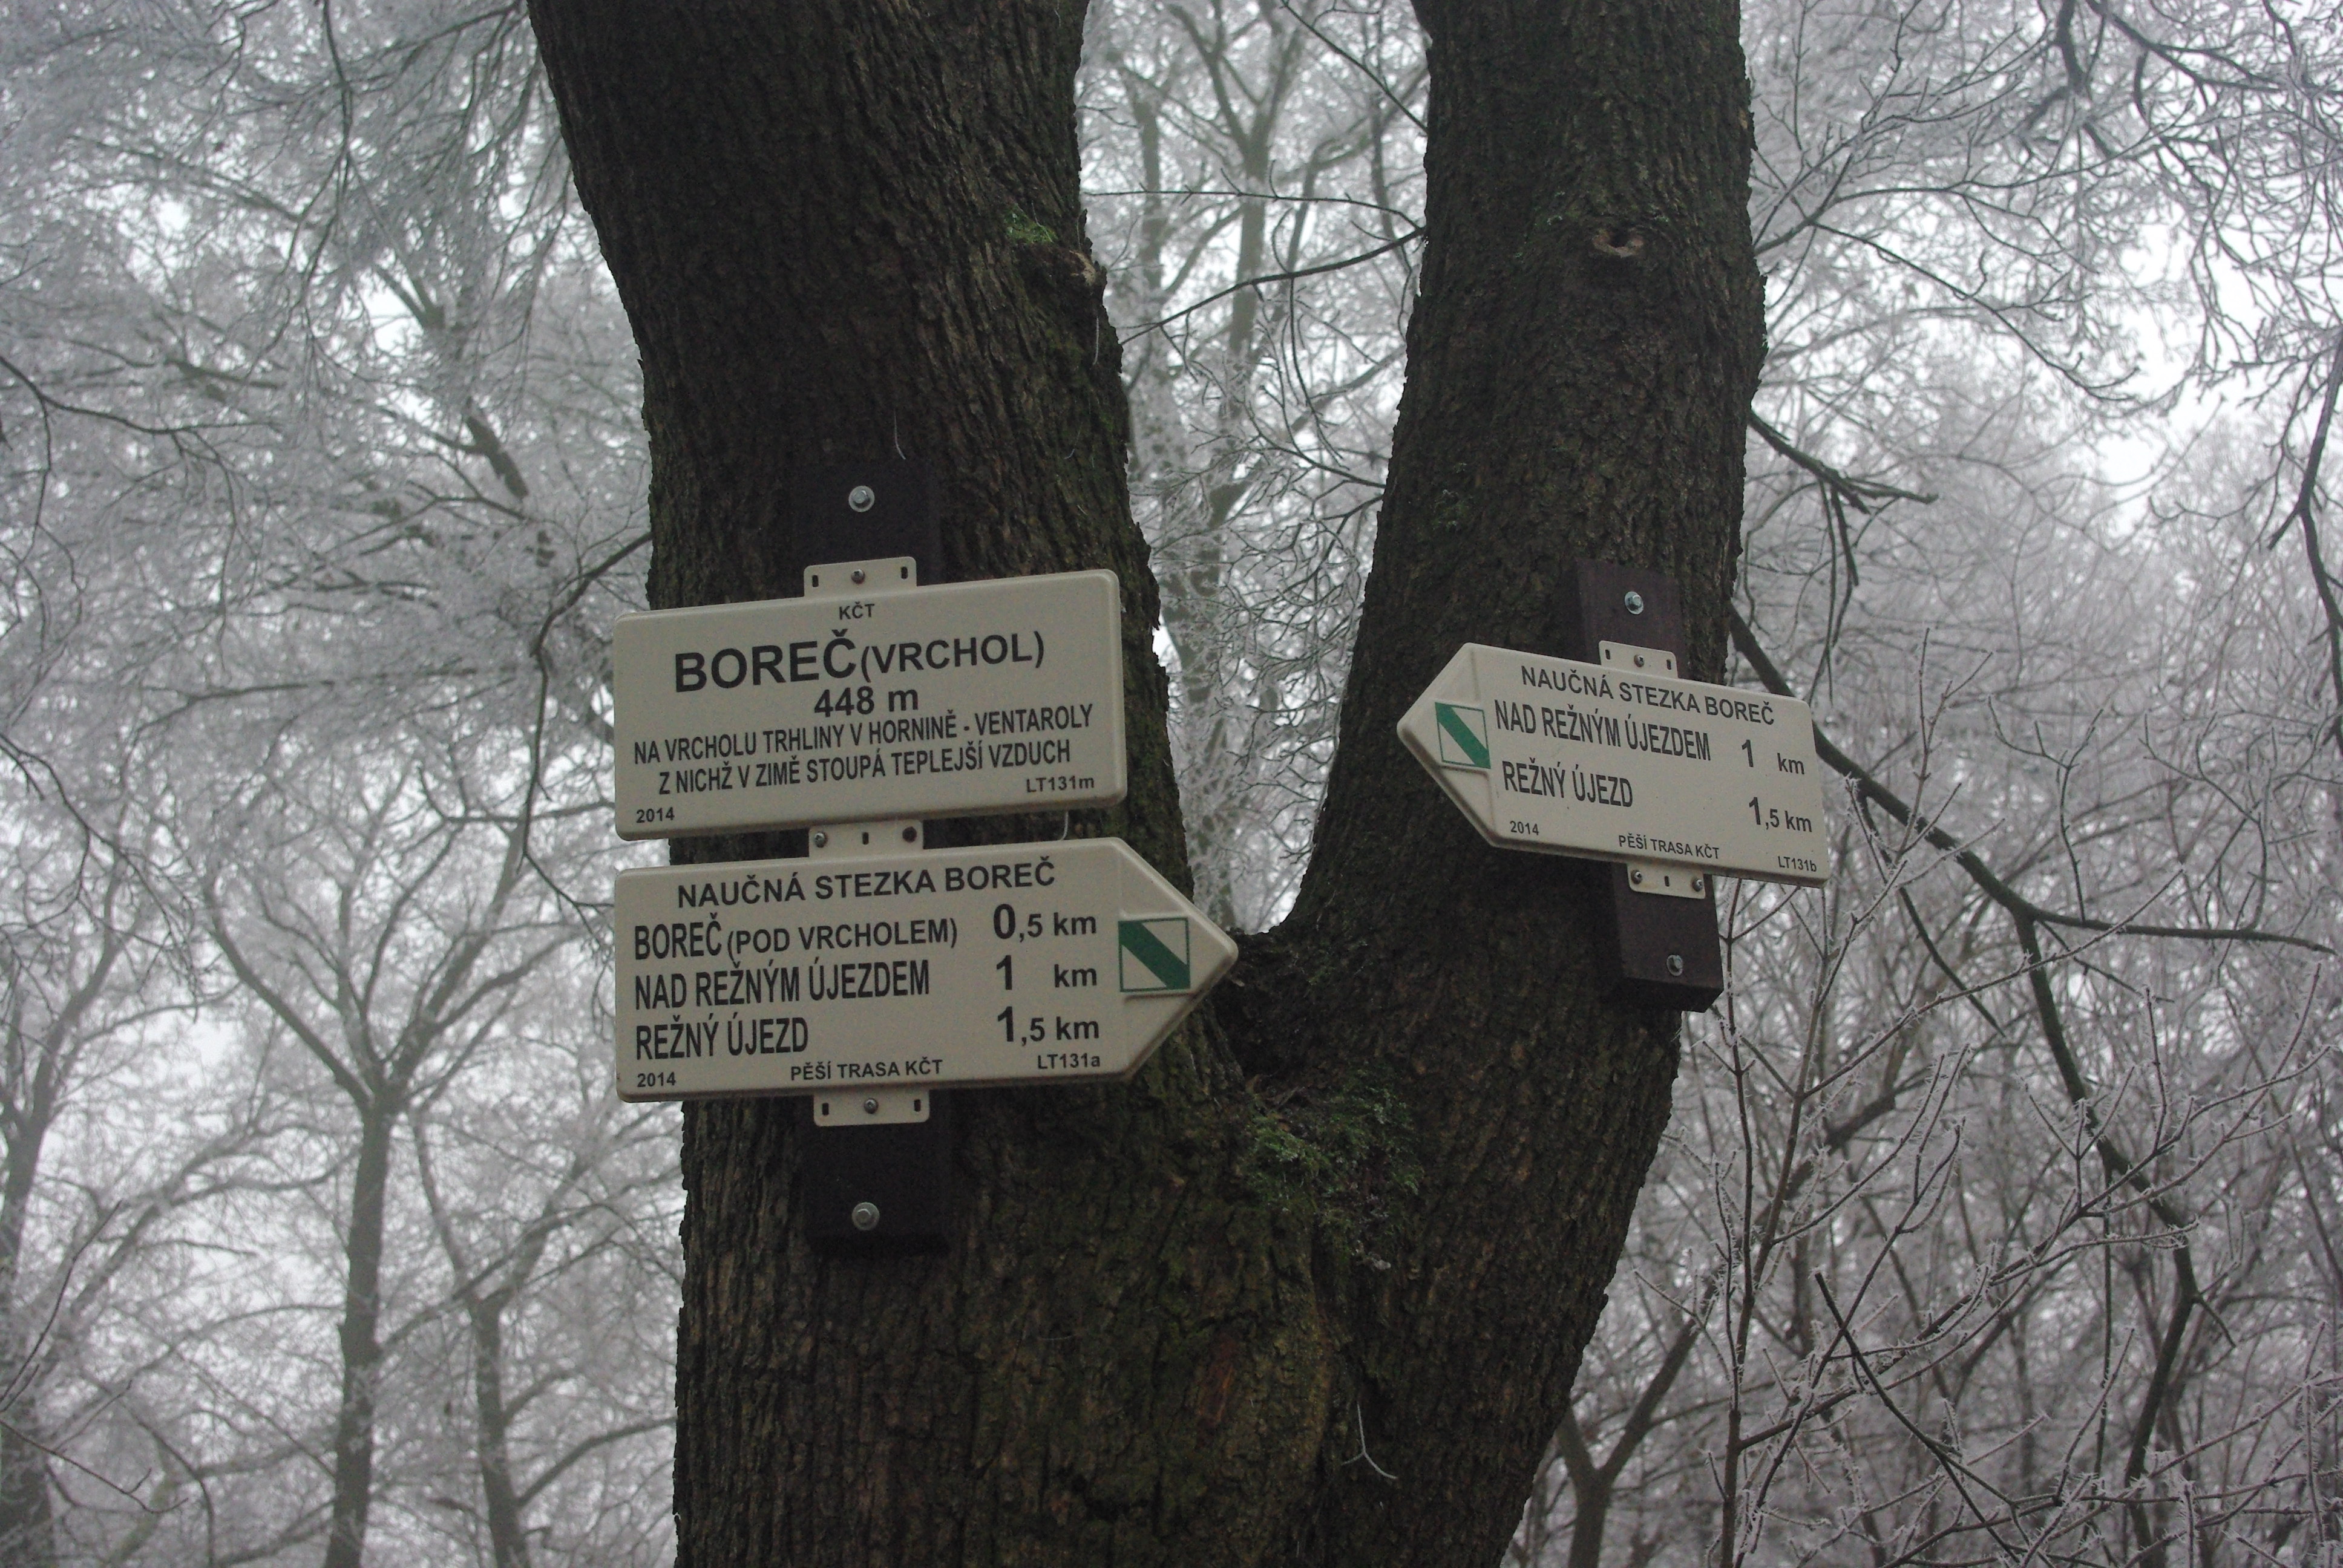 KČT
BOREČ (VRCHOL)
448 m
NA VRCHOLU TRHLINY V HORNINĚ - VENTAROLY
Z NICHŽ V ZIMĚ STOUPÁ TEPLEJŠÍ VZDUCH
2014 LT131m
NAUČNÁ STEZKA BOREČ
BOREČ (POD VRCHOLEM) 0,5 km
NAD REŽNÝM ÚJEZDEM 1 km
REŽNÝ ÚJEZD 1,5 km
2014 PĚŠÍ TRASA KČT LT131a
NAUČNÁ STEZKA BOREČ
NAD REŽNÝM ÚJEZDEM 1 km
REŽNÝ ÚJEZD 1,5 km
2014 PĚŠÍ TRASA KČT LT131b